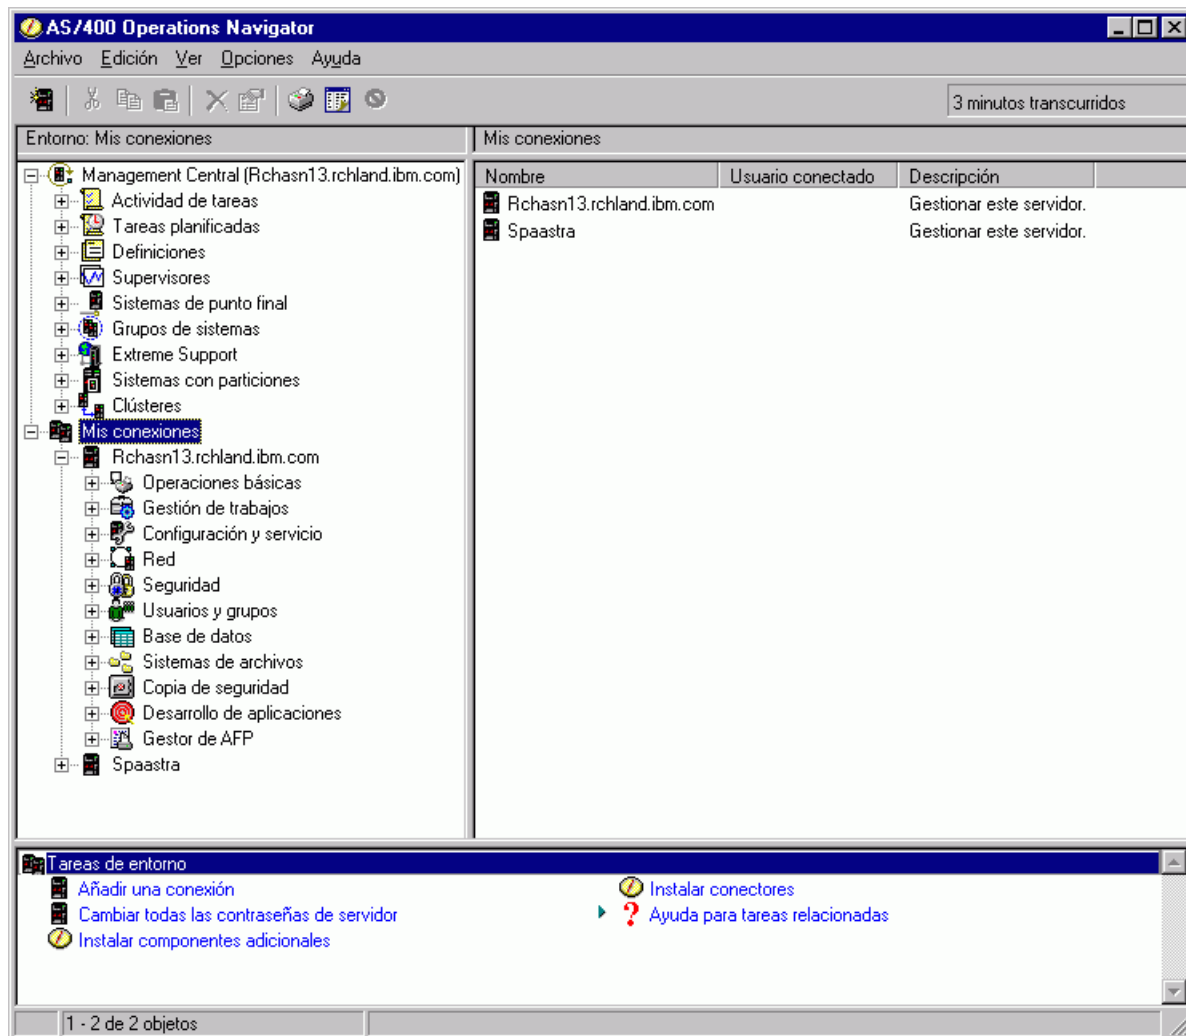 AS/400 Operations Navigator
Archivo Edición Ver Opciones Ayuda
3 minutos transcurridos
Entorno: Mis conexiones
Mis conexiones
Management Central (Rchasn13.rchland.ibm.com)
Actividad de tareas
Tareas planificadas
Definiciones
Supervisores
Sistemas de punto final
Grupos de sistemas
Extreme Support
Sistemas con particiones
Clústeres
Mis conexiones
Rchasn13.rchland.ibm.com
Operaciones básicas
Gestión de trabajos
Configuración y servicio
Red
Seguridad
Usuarios y grupos
Base de datos
Sistemas de archivos
Copia de seguridad
Desarrollo de aplicaciones
Gestor de AFP
Spaastra
Nombre Usuario conectado Descripción
Rchasn13.rchland.ibm.com Gestionar este servidor.
Spaastra Gestionar este servidor.
Tareas de entorno
Añadir una conexión
Cambiar todas las contraseñas de servidor
Instalar componentes adicionales
Instalar conectores
? Ayuda para tareas relacionadas
1 - 2 de 2 objetos